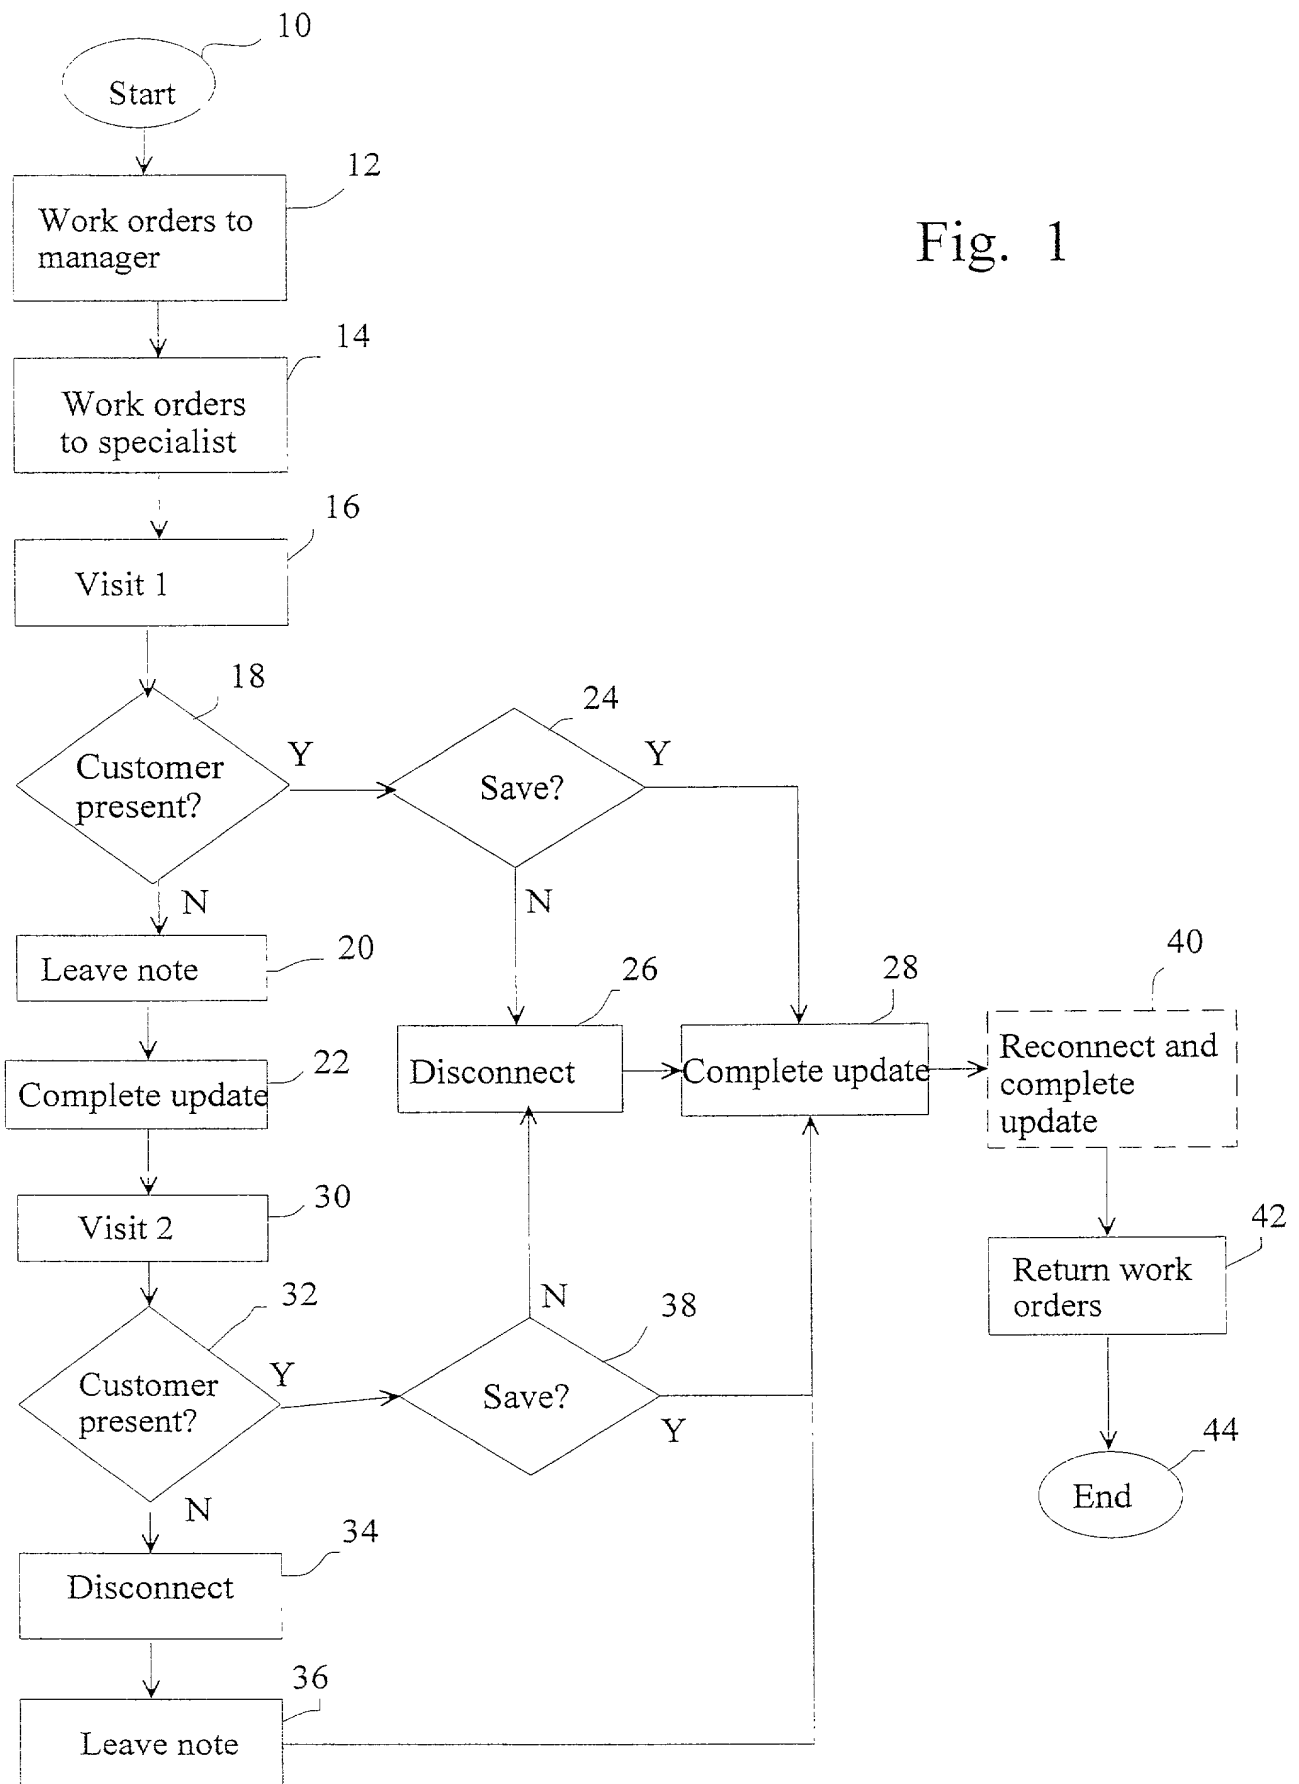 10
Start
12
Work orders to
manager
Fig. 1
14
Work orders
to specialist
16
Visit 1
18
Customer
present?
Y
N
24
Save?
Y
N
20
Leave note
22
Complete update
26
Disconnect
28
Complete update
40
Reconnect and
complete
update
30
Visit 2
42
Return work
orders
32
Customer
present?
Y
N
38
Save?
N
Y
44
End
34
Disconnect
36
Leave note